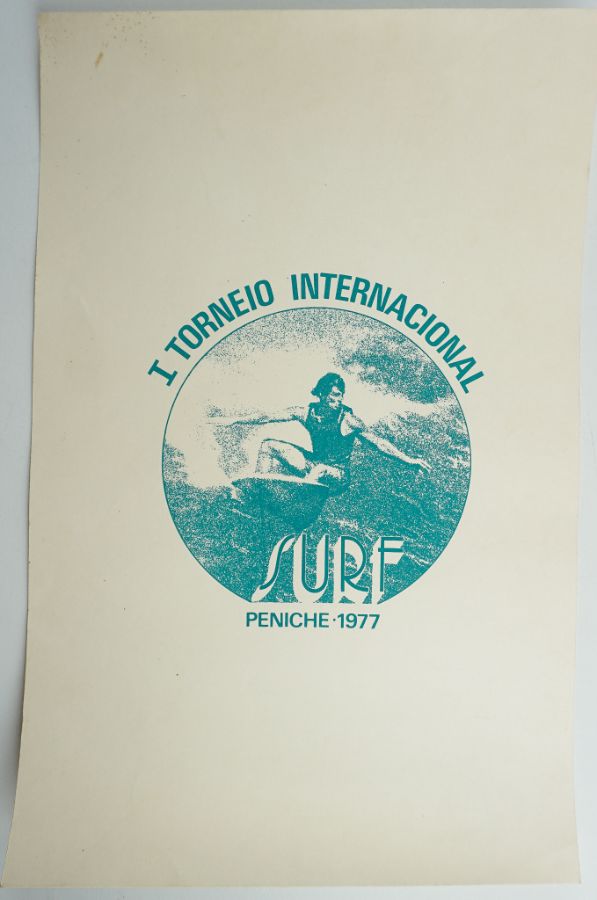 I TORNEIO INTERNACIONAL
SURF
PENICHE·1977